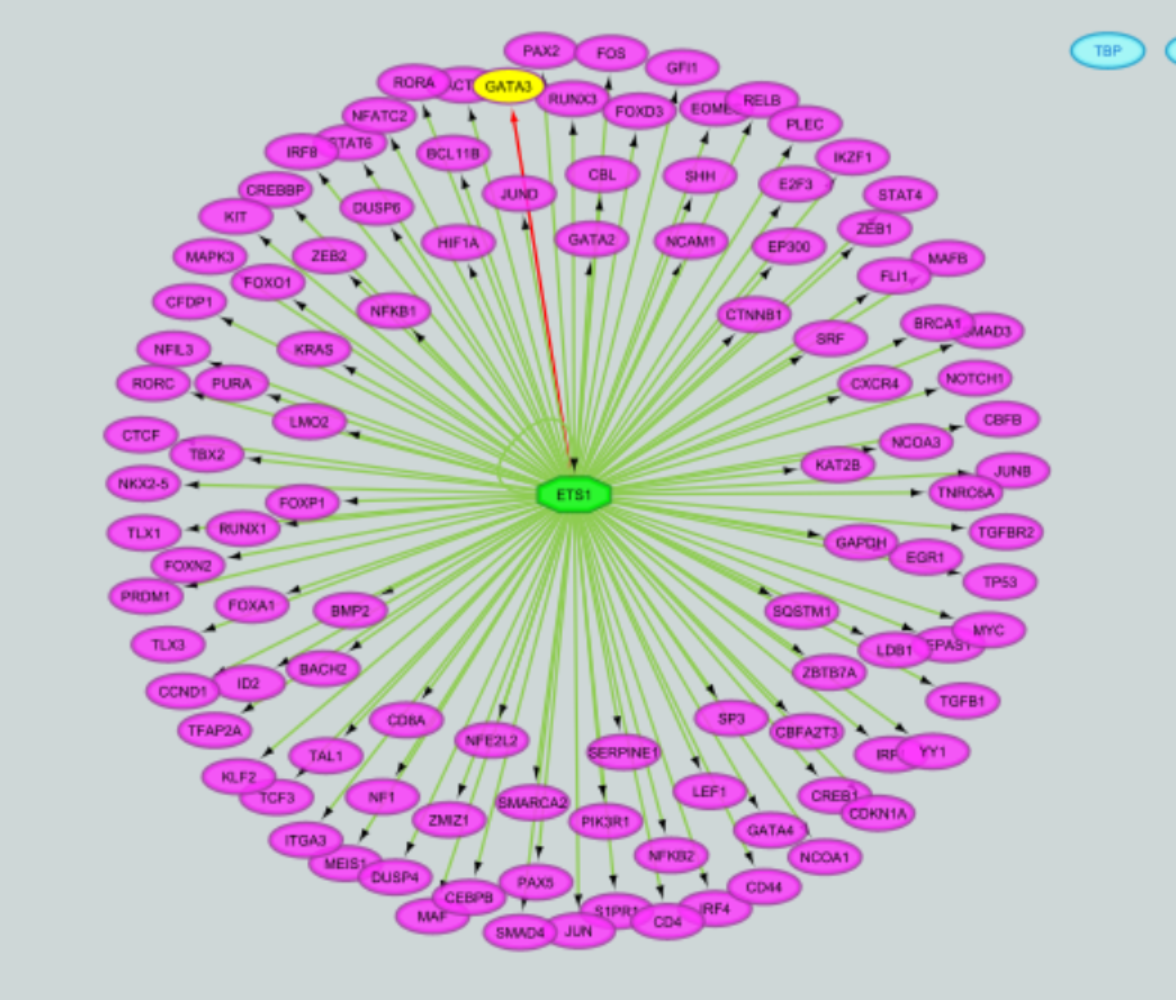 PAX2
FOS
GFI1
TBP
RORA
GATA3
RUNX3
FOXD3
RELB
PLEC
NFATC2
IRF8
STAT6
BCL11B
IKZF1
CREBBP
DUSP6
JUND
CBL
SHH
E2F3
STAT4
KIT
MAPK3
ZEB2
HIF1A
GATA2
NCAM1
EP300
ZEB1
MAFB
FOXO1
FLI1
CFDP1
NFKB1
CTNNB1
BRCA1
SMAD3
NFIL3
KRAS
SRF
RORC
PURA
CXCR4
NOTCH1
LMO2
CBFB
CTCF
TBX2
NCOA3
KAT2B
JUNB
NKX2-5
FOXP1
ETS1
TNRC6A
TLX1
RUNX1
TGFBR2
GAPDH
EGR1
FOXN2
TP53
PRDM1
FOXA1
BMP2
SQSTM1
TLX3
MYC
LDB1
EPAS1
CCND1
ID2
BACH2
ZBTB7A
TGFB1
TFAP2A
CD8A
SP3
CBFA2T3
NFE2L2
SERPINE1
YY1
KLF2
TAL1
TCF3
NF1
SMARCA2
LEF1
CREB1
CDKN1A
ZMIZ1
PIK3R1
GATA4
ITGA3
MEIS1
DUSP4
NFKB2
NCOA1
PAX5
CEBPB
CD44
MAF
S1PR1
IRF4
SMAD4
JUN
CD4